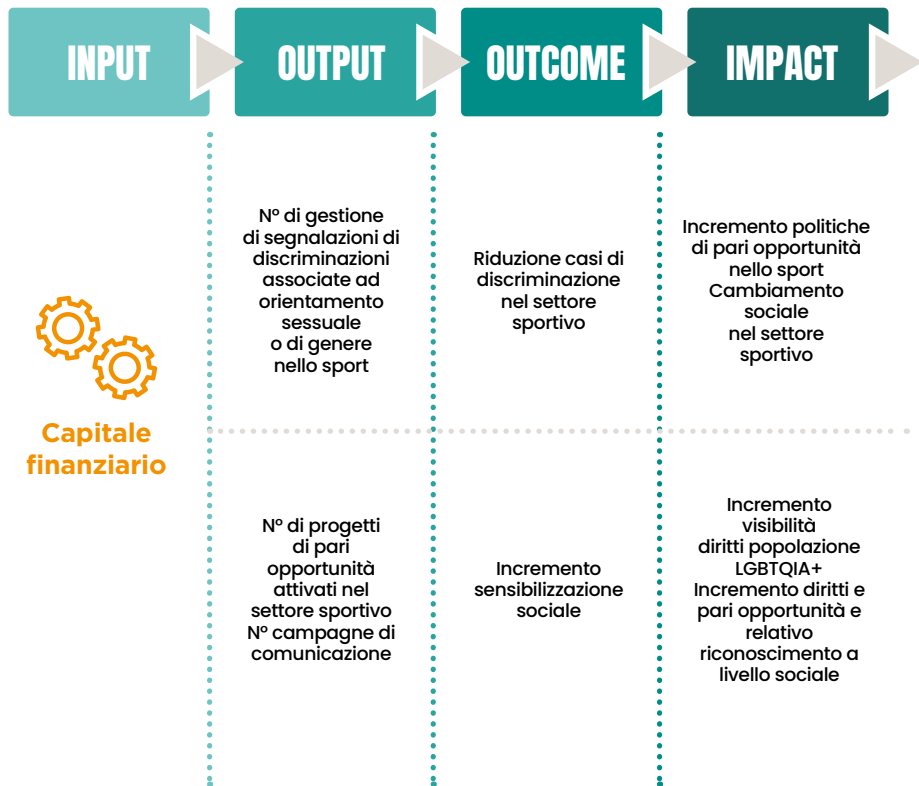 INPUT
OUTPUT
OUTCOME
IMPACT
Capitale
finanziario
N° di gestione
di segnalazioni di
discriminazioni
associate ad
orientamento
sessuale
o di genere
nello sport
Riduzione casi di
discriminazione
nel settore
sportivo
Incremento politiche
di pari opportunità
nello sport
Cambiamento
sociale
nel settore
sportivo
N° di progetti
di pari
opportunità
attivati nel
settore sportivo
N° campagne di
comunicazione
Incremento
sensibilizzazione
sociale
Incremento
visibilità
diritti popolazione
LGBTQIA+
Incremento diritti e
pari opportunità e
relativo
riconoscimento a
livello sociale